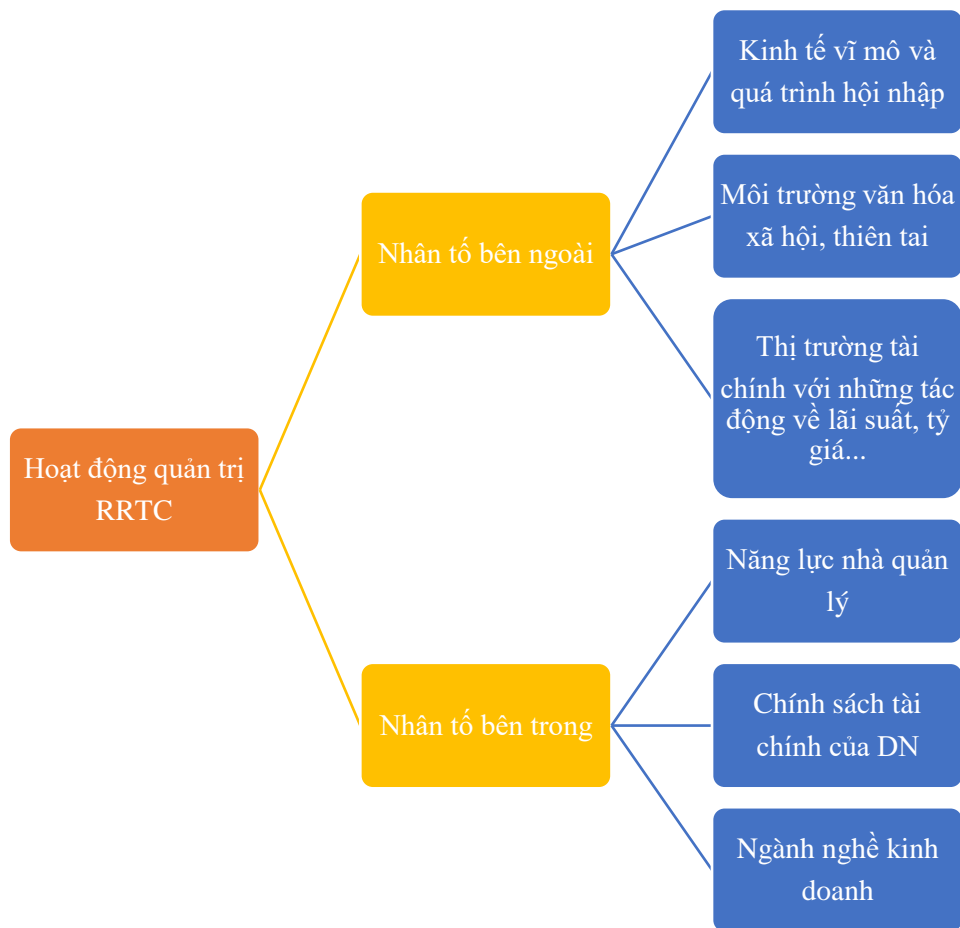 Kinh tế vĩ mô và
quá trình hội nhập
Môi trường văn hóa
xã hội, thiên tai
Nhân tố bên ngoài
Thị trường tài
chính với những tác
động về lãi suất, tỷ
giá...
Hoạt động quản trị
RRTC
Năng lực nhà quản
lý
Nhân tố bên trong
Chính sách tài
chính của DN
Ngành nghề kinh
doanh